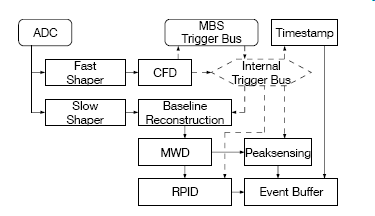 ADC
MBS
Trigger Bus
Timestamp
Fast
Shaper
CFD
Internal
Trigger Bus
Slow
Shaper
Baseline
Reconstruction
MWD
Peaksensing
RPID
Event Buffer